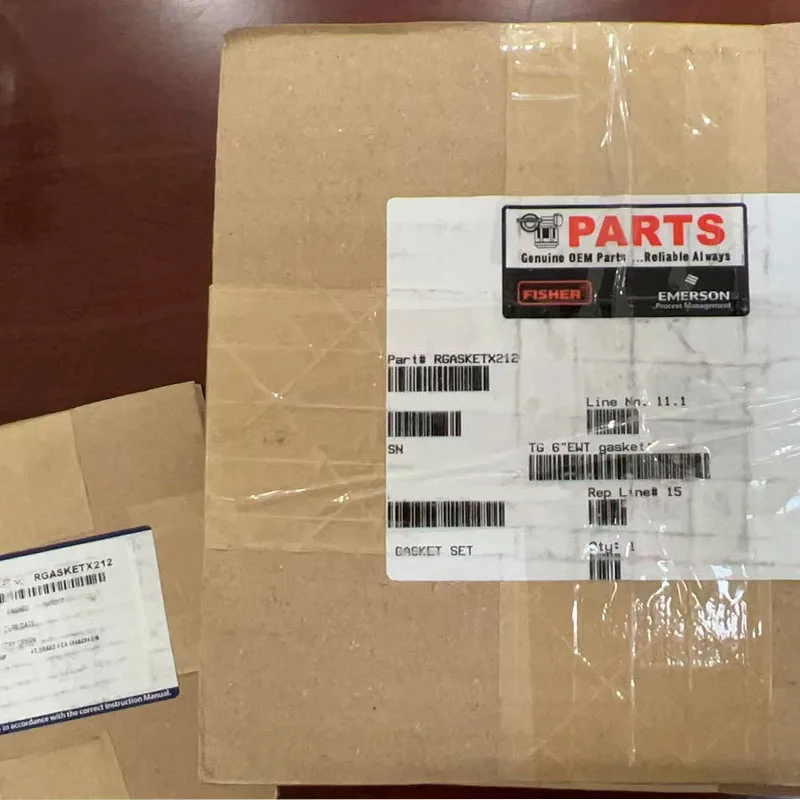 PARTS
Genuine OEM Parts ...Reliable Always
FISHER
EMERSON
Process Management
Part# RGASKETX212
Line No. 11.1
SN
TG 6"EWT gasket
Rep Line# 15
GASKET SET
Qty: 1
RGASKETX212
in accordance with the correct Instruction Manual.